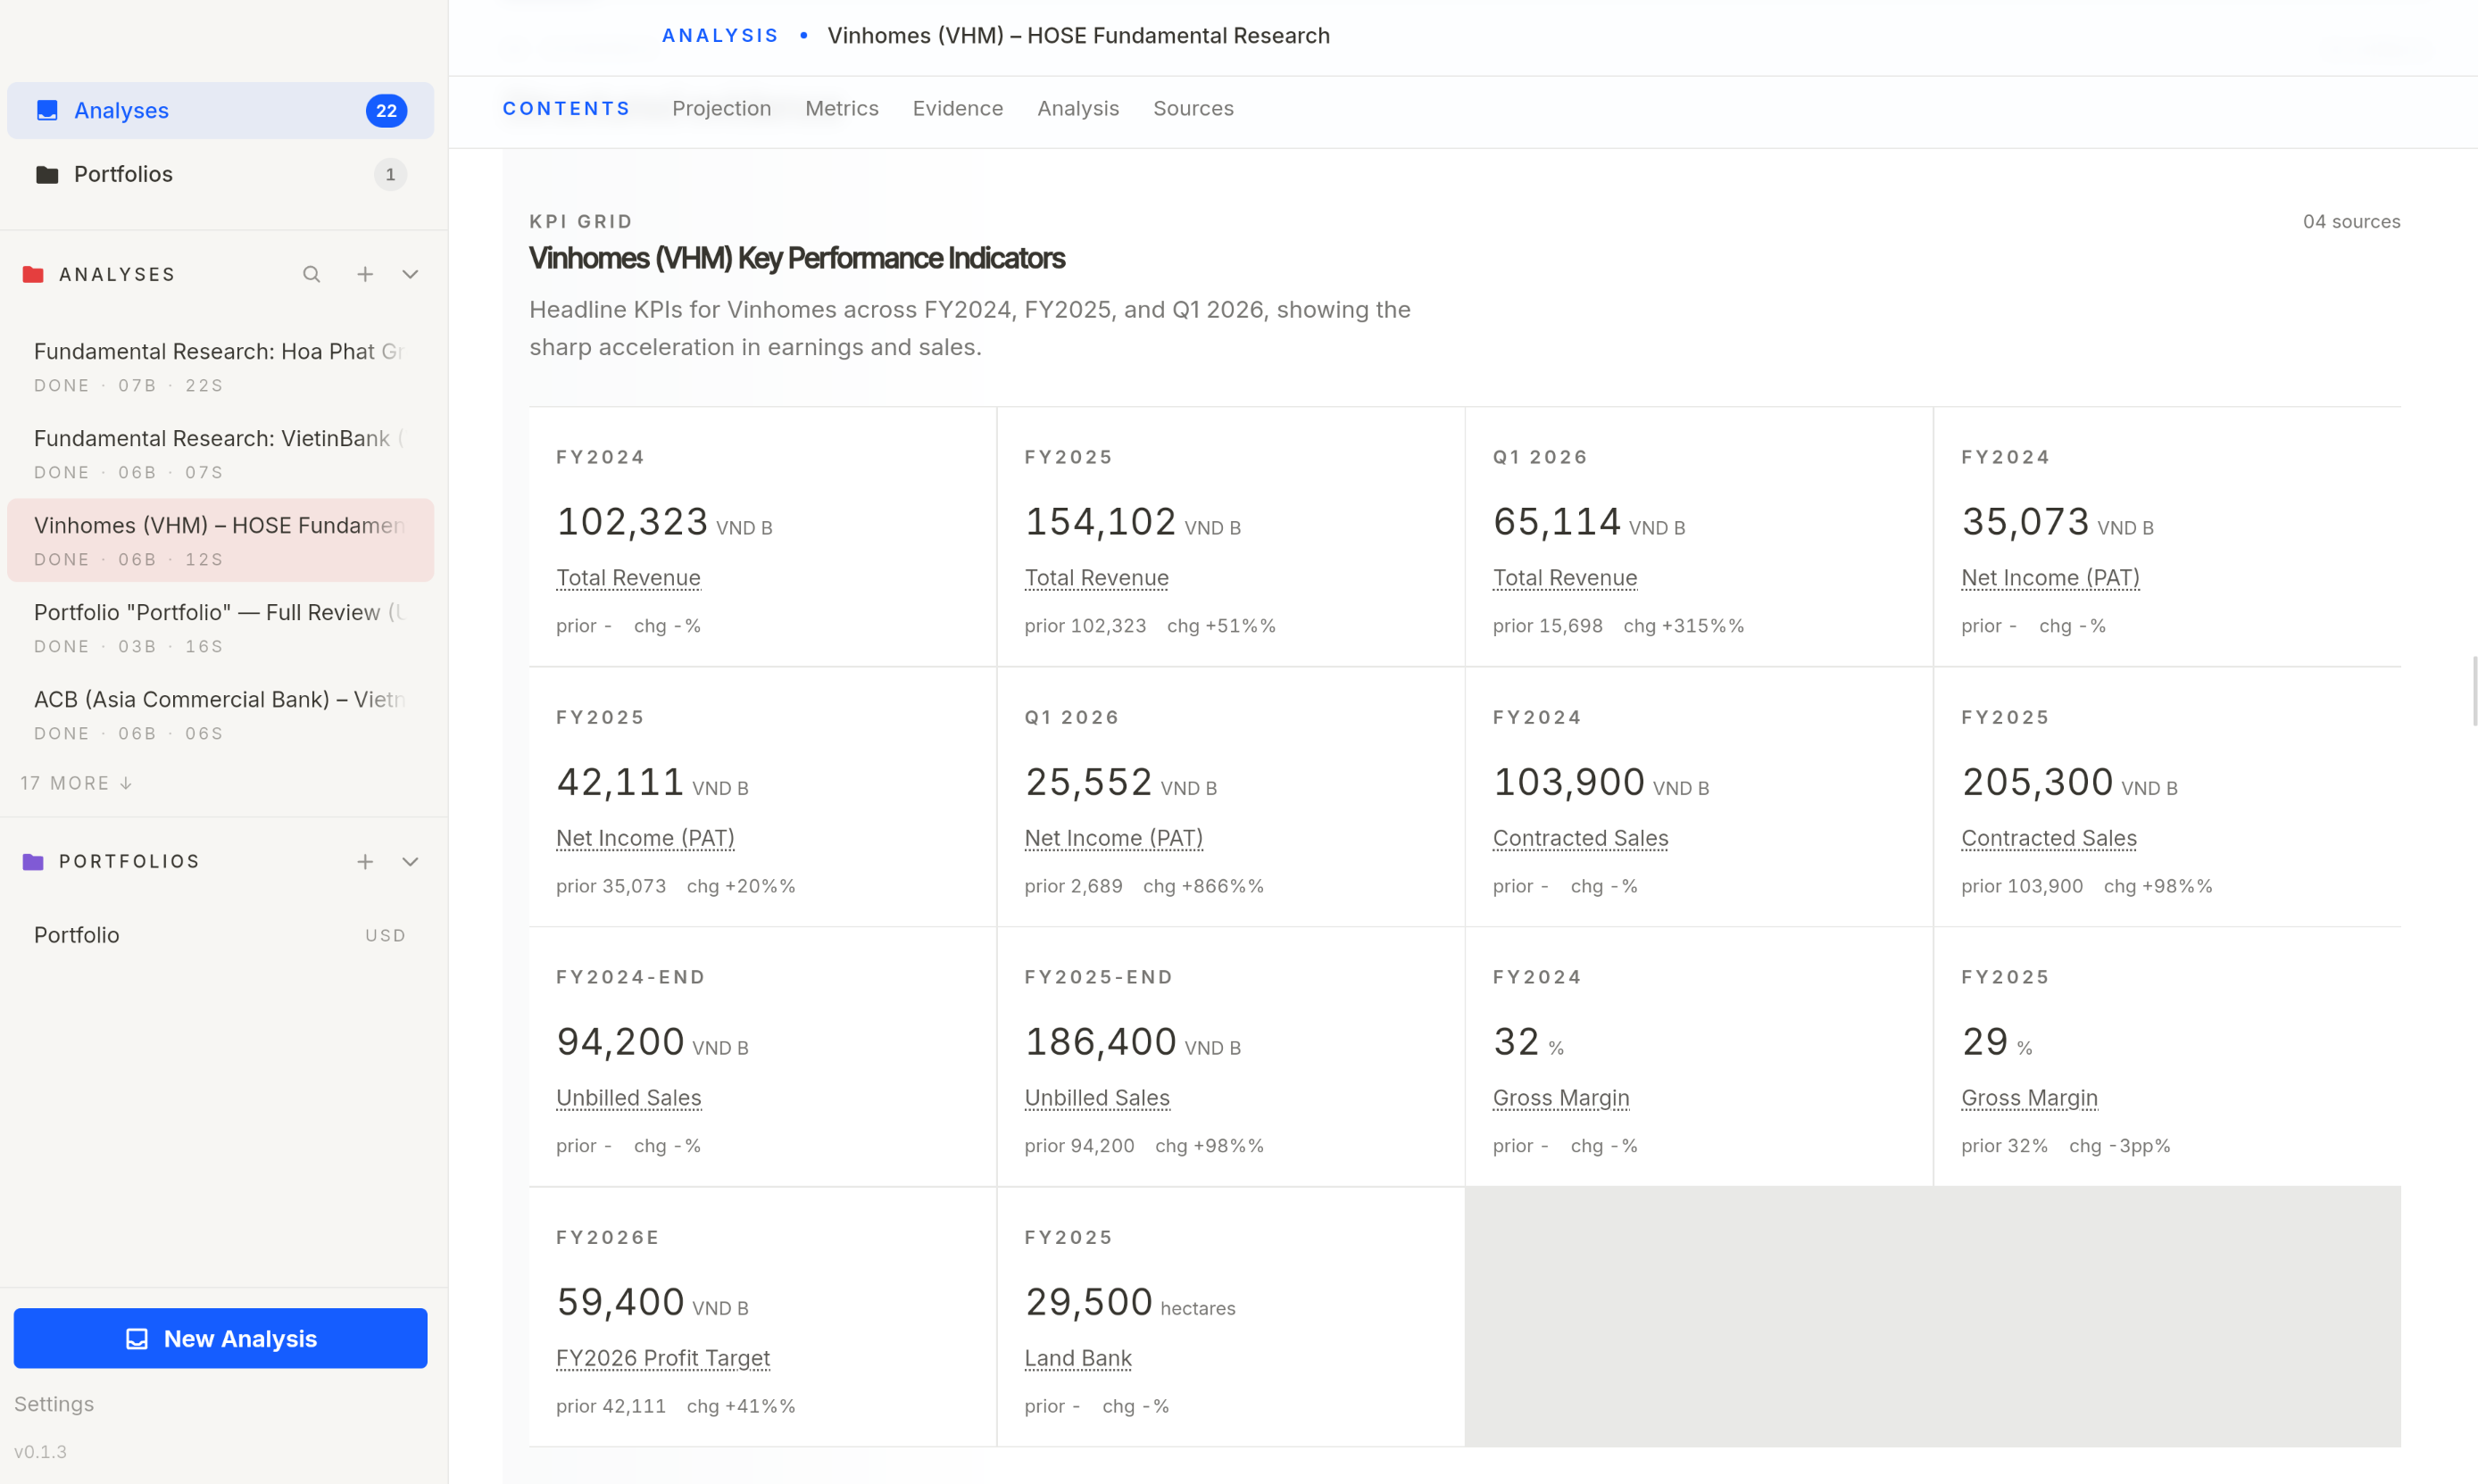 Analyses 22
Portfolios 1
ANALYSES
Fundamental Research: Hoa Phat Gr
DONE · 07B · 22S
Fundamental Research: VietinBank (
DONE · 06B · 07S
Vinhomes (VHM) – HOSE Fundamen
DONE · 06B · 12S
Portfolio "Portfolio" — Full Review (U
DONE · 03B · 16S
ACB (Asia Commercial Bank) – Vietn
DONE · 06B · 06S
17 MORE ↓
PORTFOLIOS
Portfolio USD
New Analysis
Settings
v0.1.3
ANALYSIS • Vinhomes (VHM) – HOSE Fundamental Research
CONTENTS Projection Metrics Evidence Analysis Sources
KPI GRID 04 sources
Vinhomes (VHM) Key Performance Indicators
Headline KPIs for Vinhomes across FY2024, FY2025, and Q1 2026, showing the
sharp acceleration in earnings and sales.
FY2024
102,323 VND B
Total Revenue
prior - chg -%
FY2025
154,102 VND B
Total Revenue
prior 102,323 chg +51%%
Q1 2026
65,114 VND B
Total Revenue
prior 15,698 chg +315%%
FY2024
35,073 VND B
Net Income (PAT)
prior - chg -%
FY2025
42,111 VND B
Net Income (PAT)
prior 35,073 chg +20%%
Q1 2026
25,552 VND B
Net Income (PAT)
prior 2,689 chg +866%%
FY2024
103,900 VND B
Contracted Sales
prior - chg -%
FY2025
205,300 VND B
Contracted Sales
prior 103,900 chg +98%%
FY2024-END
94,200 VND B
Unbilled Sales
prior - chg -%
FY2025-END
186,400 VND B
Unbilled Sales
prior 94,200 chg +98%%
FY2024
32 %
Gross Margin
prior - chg -%
FY2025
29 %
Gross Margin
prior 32% chg -3pp%
FY2026E
59,400 VND B
FY2026 Profit Target
prior 42,111 chg +41%%
FY2025
29,500 hectares
Land Bank
prior - chg -%